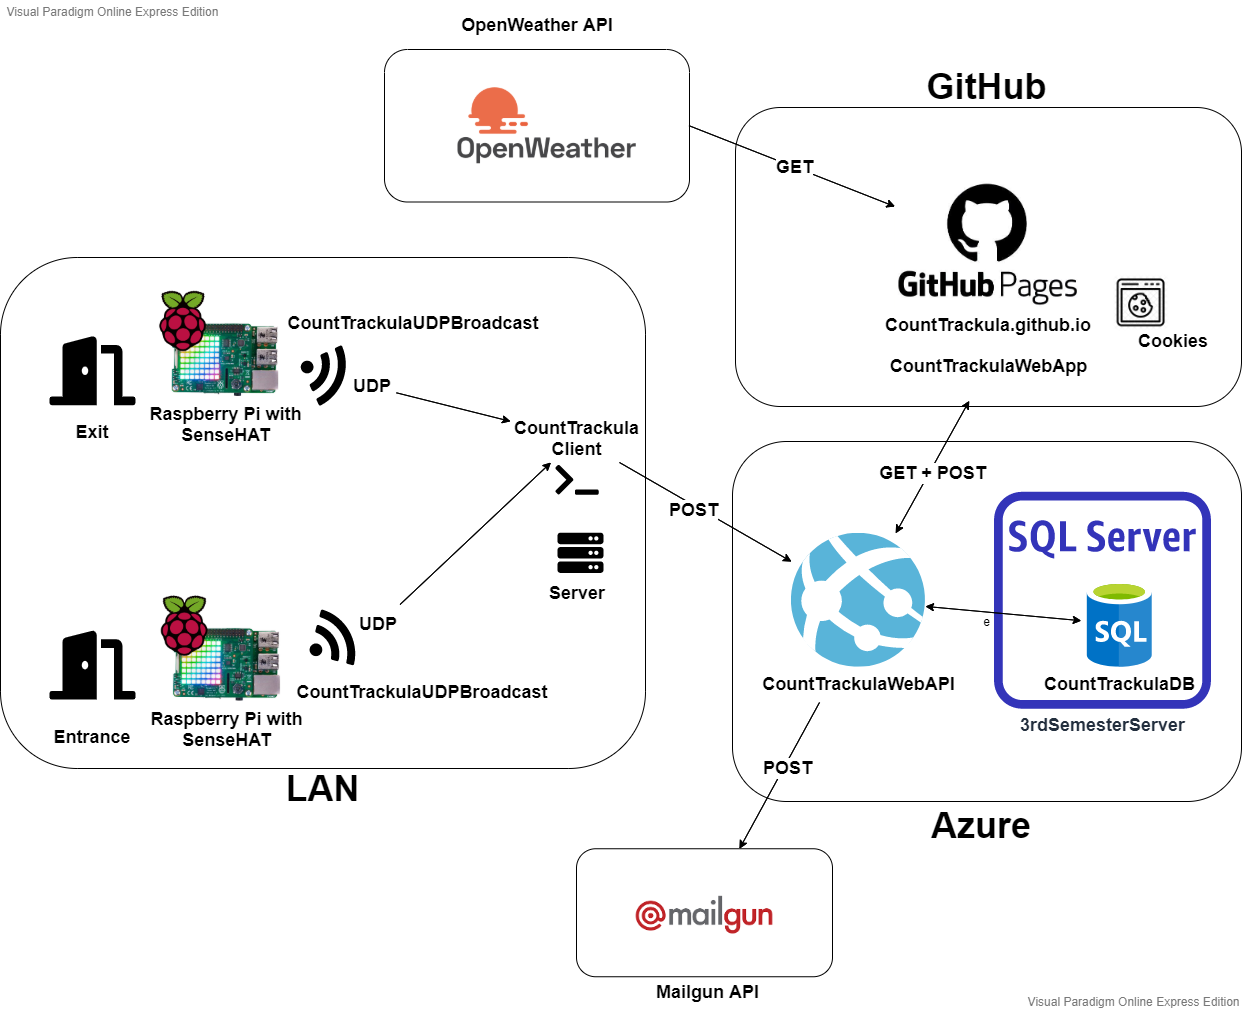 Visual Paradigm Online Express Edition
OpenWeather API
OpenWeather
GitHub
GET
GitHub Pages
CountTrackula.github.io
Cookies
CountTrackulaWebApp
CountTrackulaUDPBroadcast
UDP
Raspberry Pi with
SenseHAT
Exit
CountTrackula
Client
GET + POST
POST
SQL Server
Server
UDP
e
SQL
CountTrackulaWebAPI
CountTrackulaDB
CountTrackulaUDPBroadcast
Raspberry Pi with
SenseHAT
Entrance
3rdSemesterServer
POST
LAN
Azure
@mailgun
Mailgun API
Visual Paradigm Online Express Edition